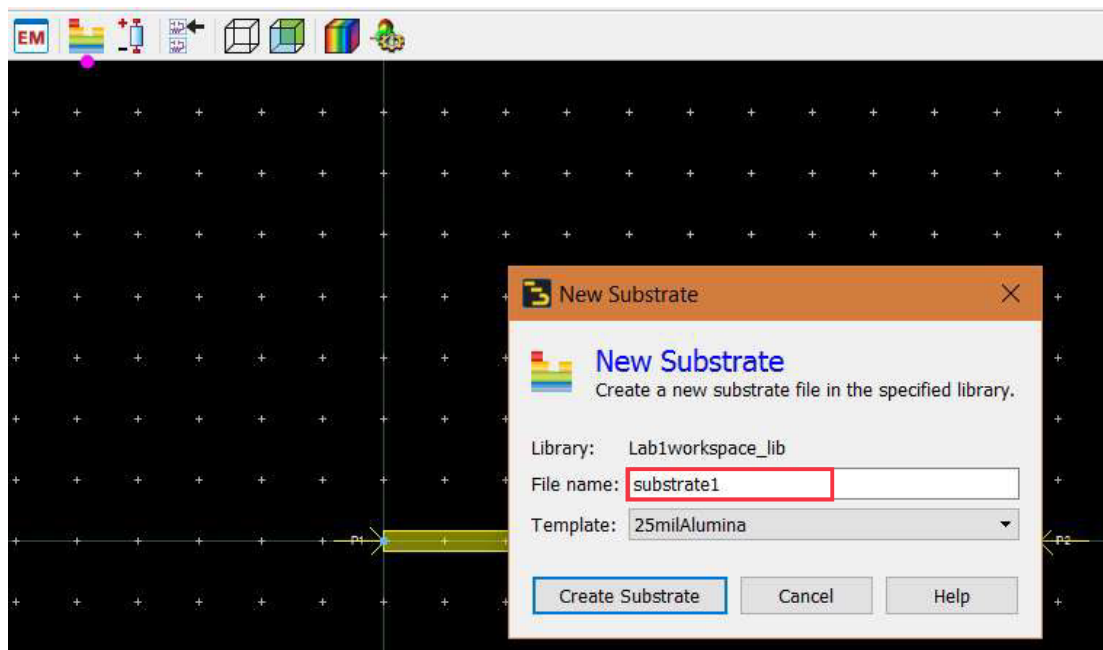 EM
New Substrate
New Substrate
Create a new substrate file in the specified library.
Library: Lab1workspace_lib
File name: substrate1
Template: 25milAlumina
P1
P2
Create Substrate Cancel Help